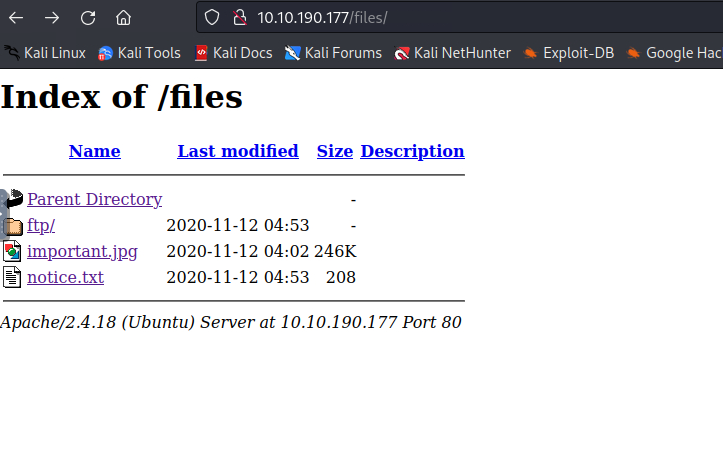 10.10.190.177/files/
Kali Linux Kali Tools Kali Docs Kali Forums Kali NetHunter Exploit-DB Google Hac
Index of /files
Name Last modified Size Description
Parent Directory -
ftp/ 2020-11-12 04:53 -
important.jpg 2020-11-12 04:02 246K
notice.txt 2020-11-12 04:53 208
Apache/2.4.18 (Ubuntu) Server at 10.10.190.177 Port 80